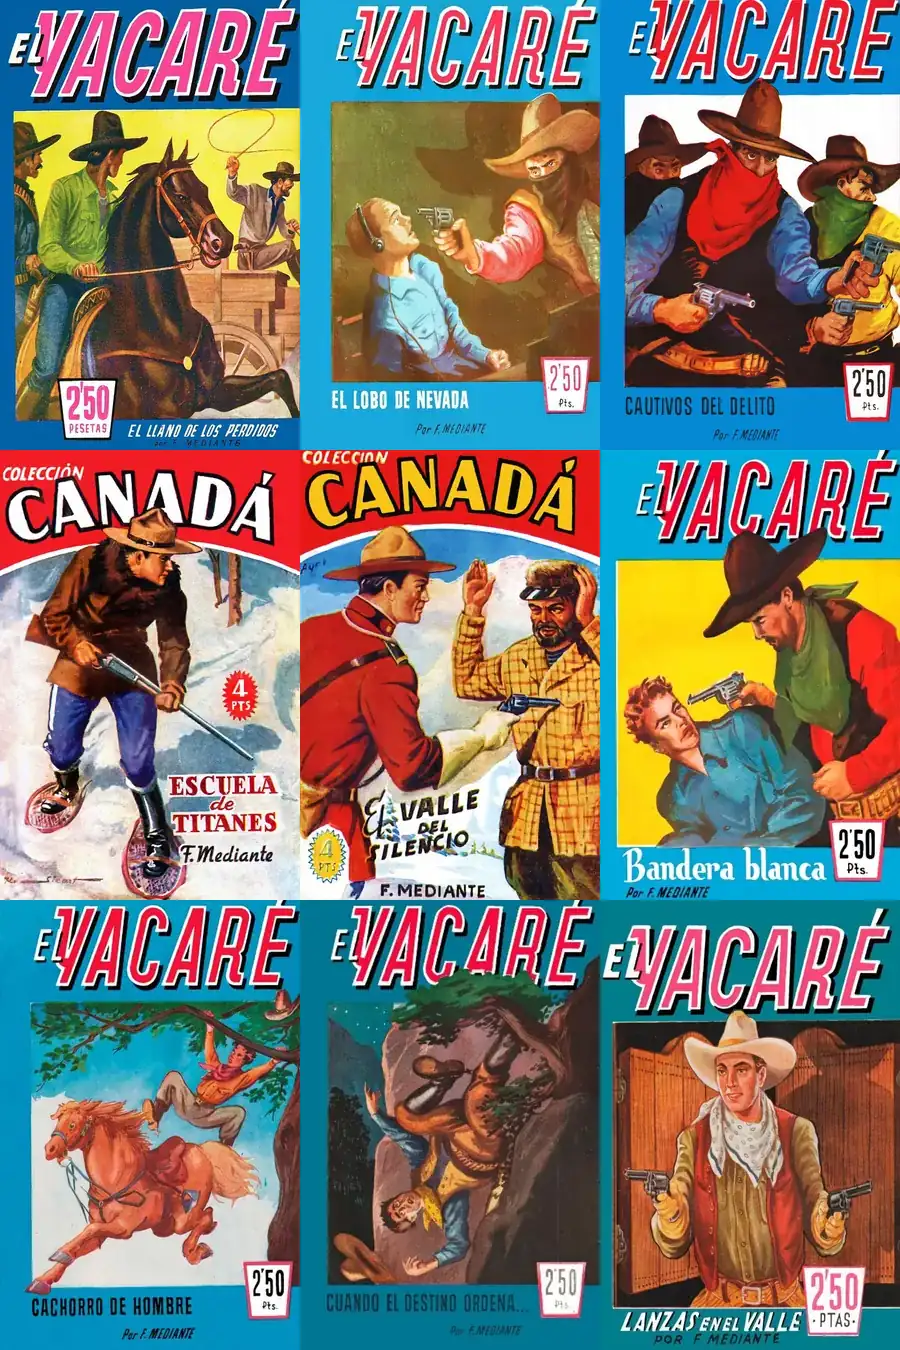 EL YACARÉ
2'50
PESETAS
EL LLANO DE LOS PERDIDOS
por F. MEDIANTE
EL YACARÉ
EL LOBO DE NEVADA
2'50
Pts.
Por F. MEDIANTE
EL YACARÉ
CAUTIVOS DEL DELITO
2'50
Pts.
Por F. MEDIANTE
COLECCIÓN
CANADÁ
4
PTS
ESCUELA
de
TITANES
F. Mediante
COLECCIÓN
CANADÁ
El VALLE
DEL
SILENCIO
4
PTS
F. MEDIANTE
EL YACARÉ
2'50
Pts.
Bandera blanca
Por F. MEDIANTE
EL YACARÉ
2'50
Pts.
CACHORRO DE HOMBRE
Por F. MEDIANTE
EL YACARÉ
2'50
Pts.
CUANDO EL DESTINO ORDENA...
Por F. MEDIANTE
EL YACARÉ
2'50
·PTAS·
LANZAS EN EL VALLE
POR F. MEDIANTE